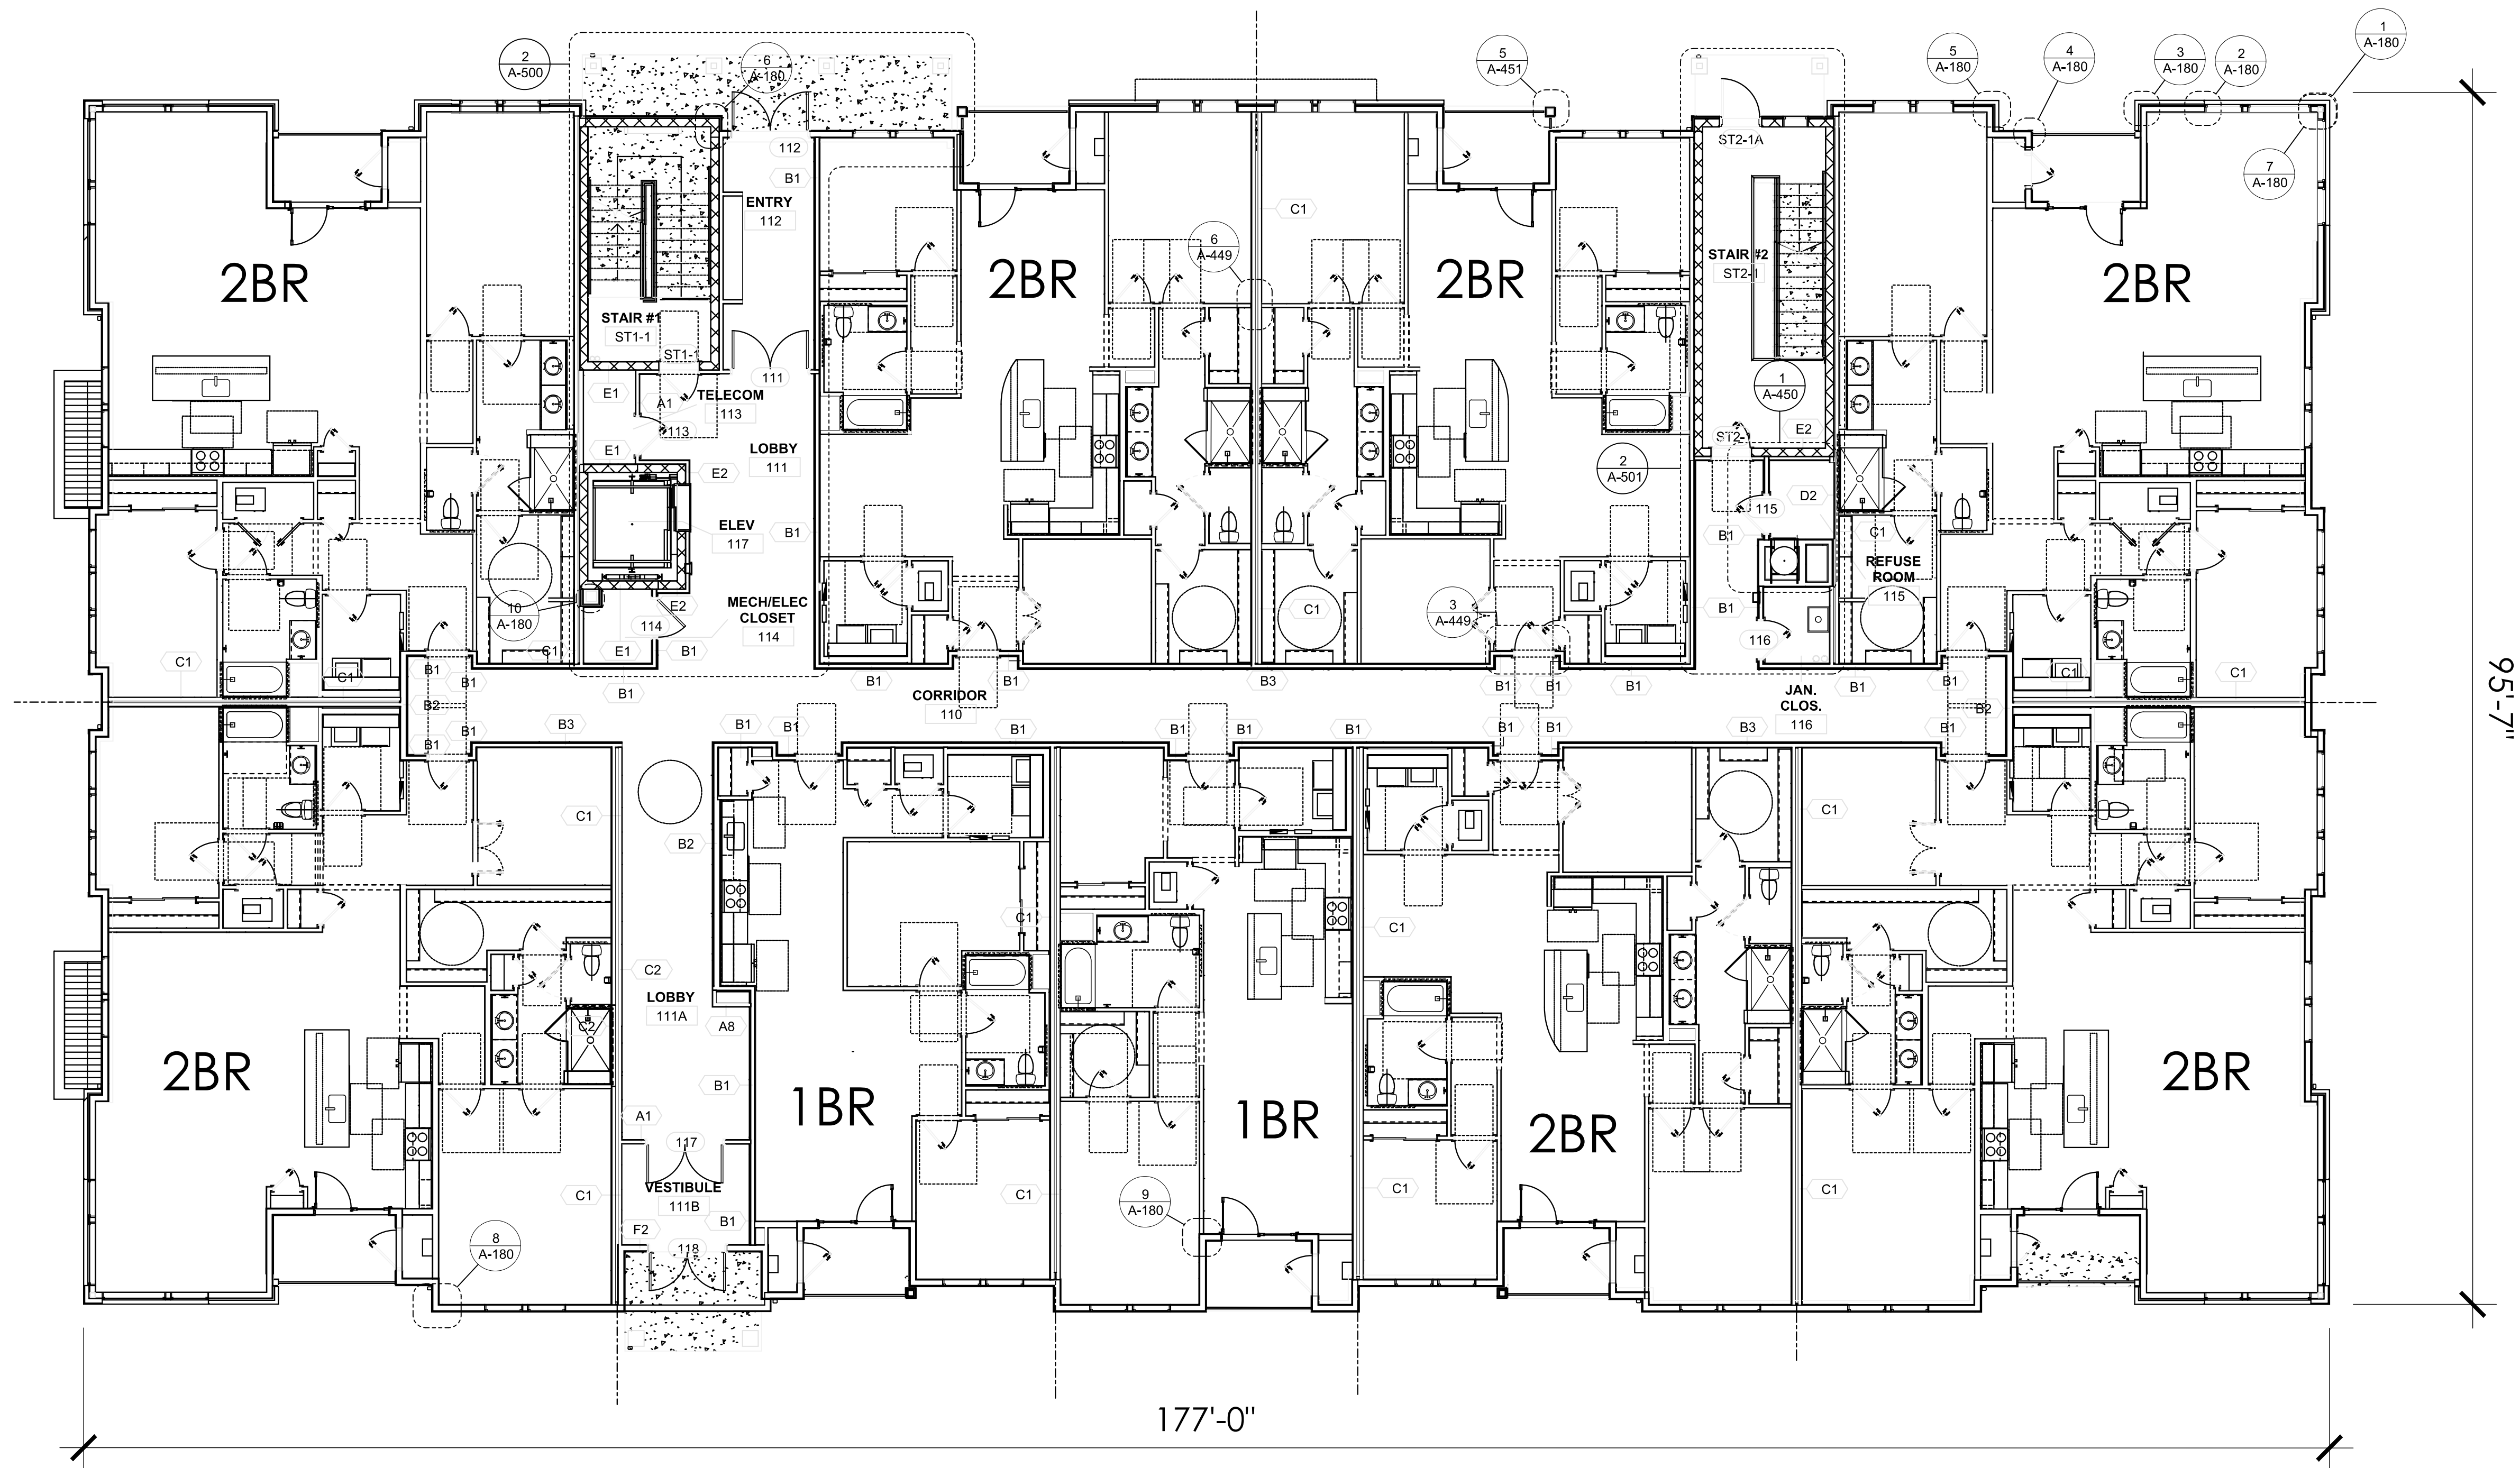 1
A-180
2
A-500
6
A-180
5
A-451
5
A-180
4
A-180
3
A-180
2
A-180
112
B1
ENTRY
112
ST2-1A
7
A-180
C1
6
A-449
2BR
2BR
2BR
2BR
STAIR #2
ST2-1
STAIR #1
ST1-1
ST1-1
111
1
A-450
E1
A1
TELECOM
113
113
E1
LOBBY
111
E2
ST2-
E2
2
A-501
D2
115
ELEV
117
B1
B1
C1
REFUSE
ROOM
115
10
A-180
E2
MECH/ELEC
CLOSET
114
114
C1
3
A-449
B1
116
C1
C1
C1
E1
B1
C1
C1
B1
B1
B1
CORRIDOR
110
B1
B1
B3
B1
B1
B1
JAN.
CLOS.
116
B1
B1
B2
B1
B1
B3
B1
B1
B1
B1
B1
B1
B1
B1
B3
B1
B2
95'-7"
C1
B2
C1
C1
C1
C2
LOBBY
111A
C2
A8
2BR
B1
1BR
1BR
2BR
2BR
A1
117
VESTIBULE
111B
C1
C1
C1
C1
9
A-180
F2
B1
118
8
A-180
177'-0"